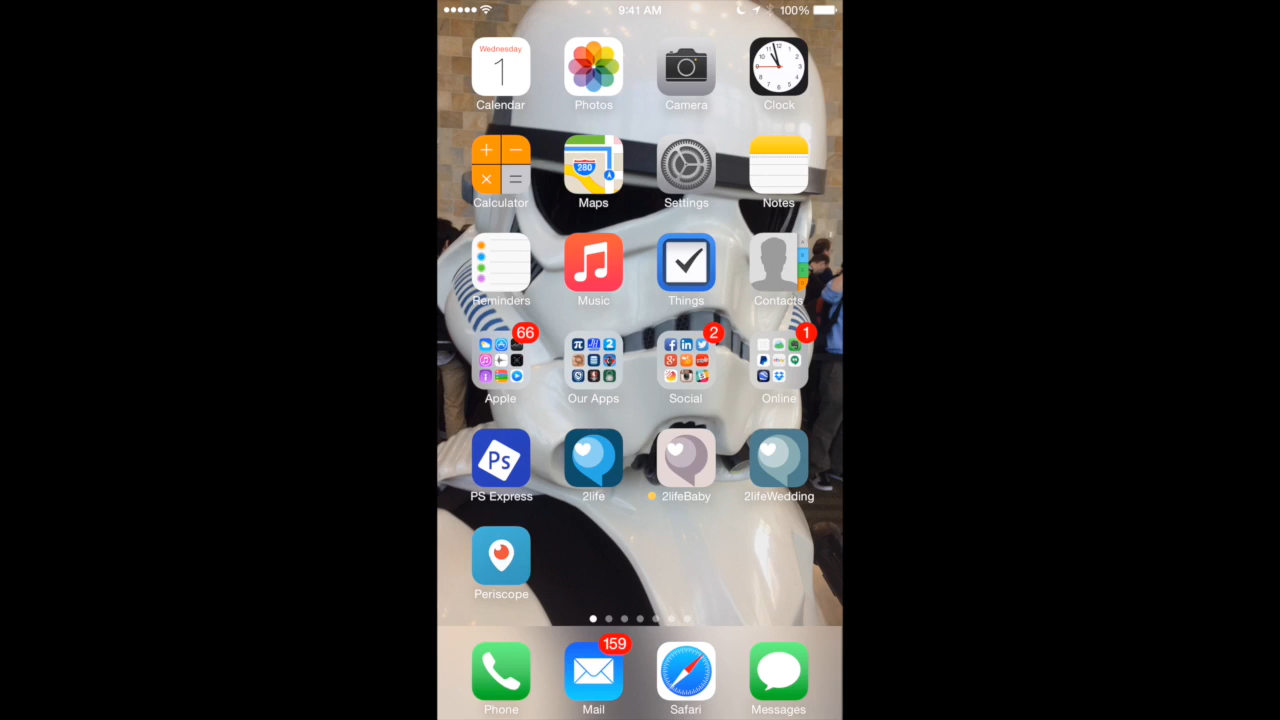 9:41 AM 100%
Wednesday
1
Calendar Photos Camera Clock
280
Calculator Maps Settings Notes
Reminders Music Things Contacts
66 2 1
Apple Our Apps Social Online
Ps
PS Express 2life 2lifeBaby 2lifeWedding
Periscope
159
Phone Mail Safari Messages